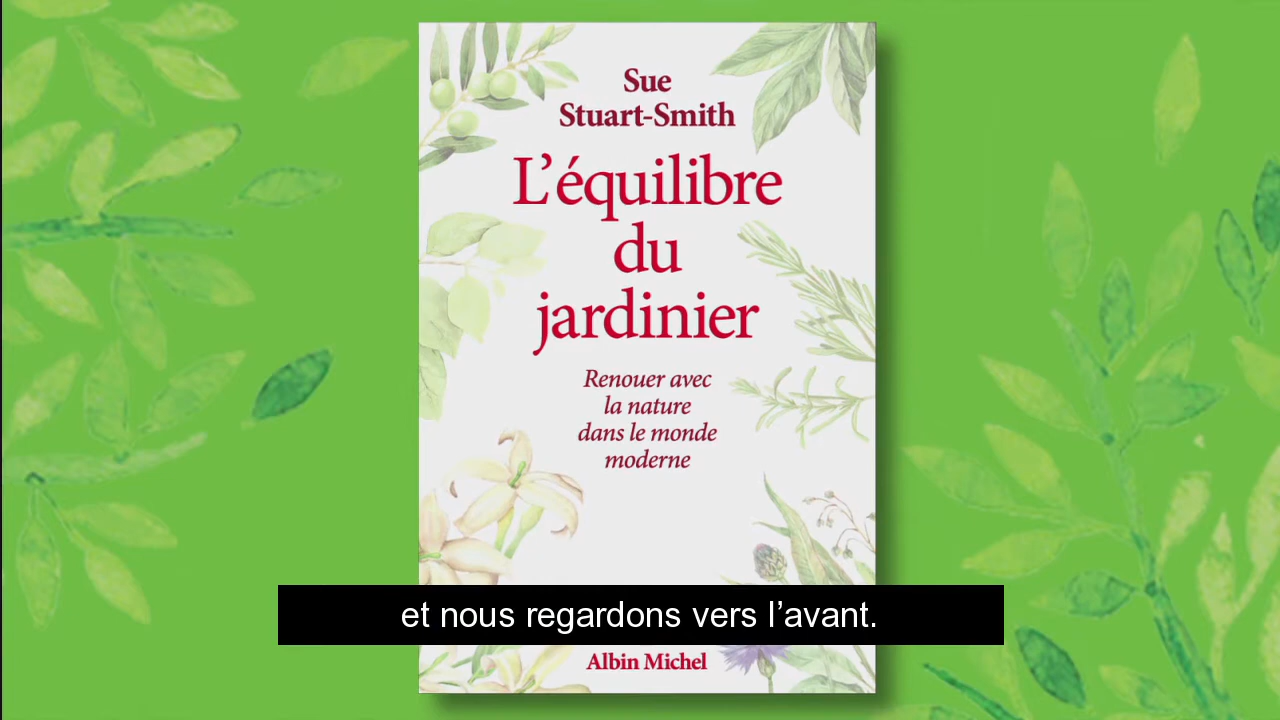 Sue
Stuart-Smith
L’équilibre
du
jardinier
Renouer avec
la nature
dans le monde
moderne
et nous regardons vers l’avant.
Albin Michel